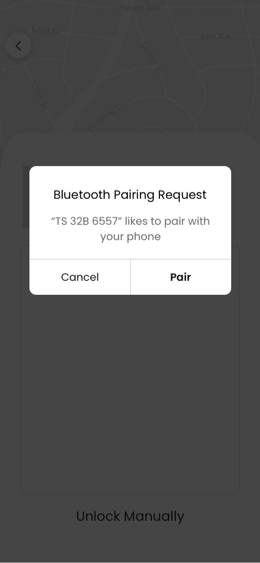 Bluetooth Pairing Request
“TS 32B 6557” likes to pair with
your phone
Cancel
Pair
Unlock Manually